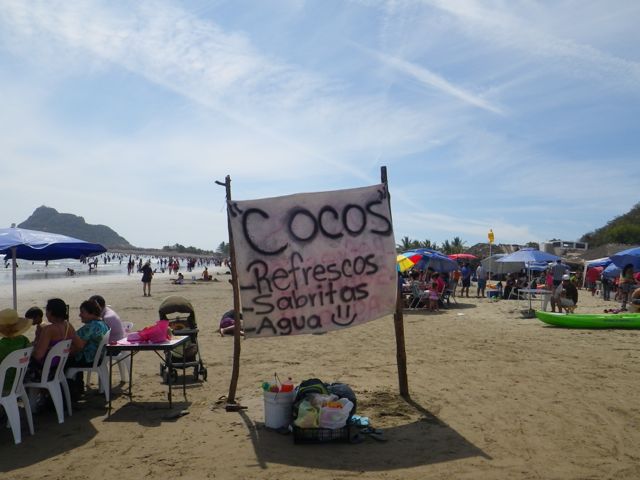 "Cocos"
-Refrescos
-Sabritas
-Agua